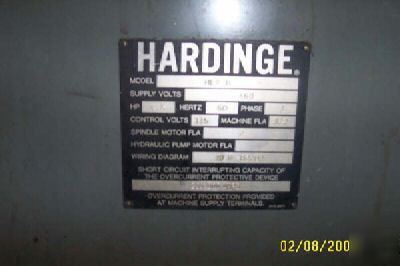 HARDINGE®
MODEL
SUPPLY VOLTS 460
HP HERTZ 60 PHASE
CONTROL VOLTS 115 MACHINE FLA
SPINDLE MOTOR FLA
HYDRAULIC PUMP MOTOR FLA
WIRING DIAGRAM
SHORT CIRCUIT INTERRUPTING CAPACITY OF
THE OVERCURRENT PROTECTIVE DEVICE
OVERCURRENT PROTECTION PROVIDED
AT MACHINE SUPPLY TERMINALS.
02/08/200